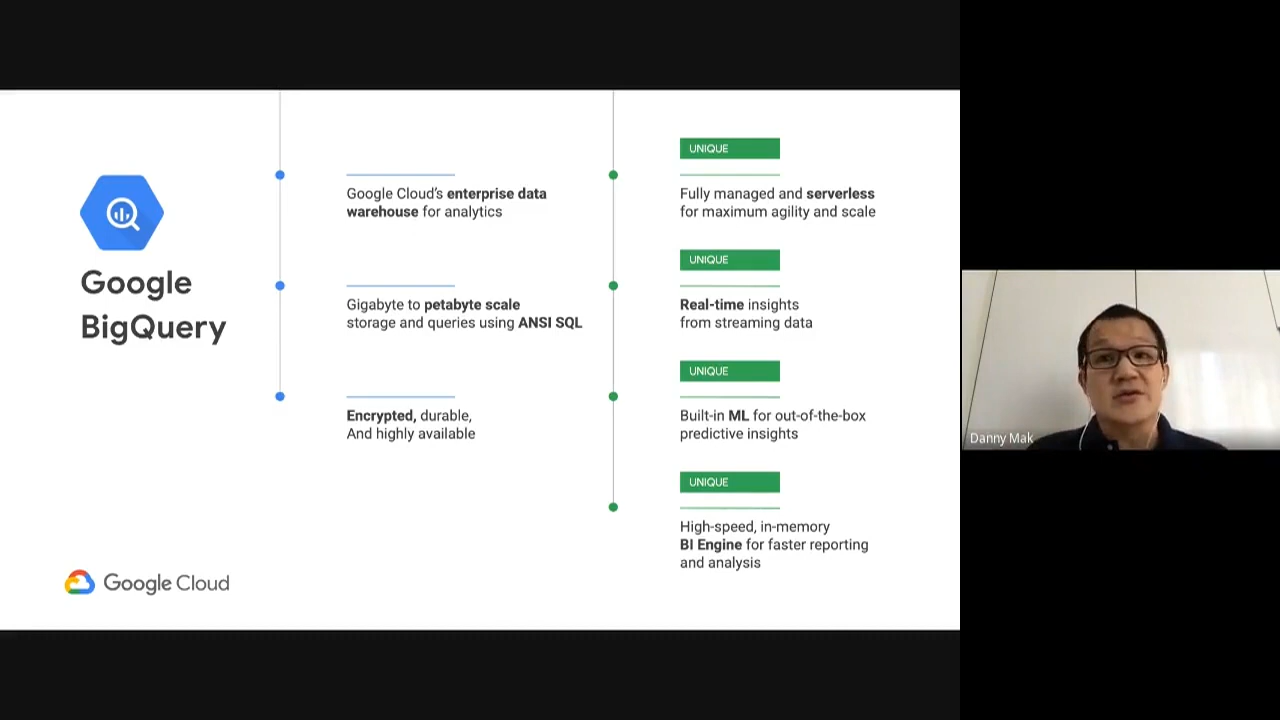 Google
BigQuery
Google Cloud's enterprise data
warehouse for analytics
Gigabyte to petabyte scale
storage and queries using ANSI SQL
Encrypted, durable,
And highly available
UNIQUE
Fully managed and serverless
for maximum agility and scale
UNIQUE
Real-time insights
from streaming data
UNIQUE
Built-in ML for out-of-the-box
predictive insights
UNIQUE
High-speed, in-memory
BI Engine for faster reporting
and analysis
Google Cloud
Danny Mak